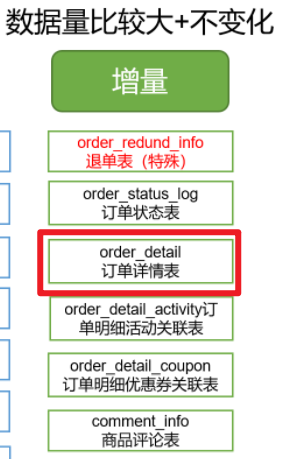 数据量比较大+不变化
增量
order_redund_info
退单表（特殊）
order_status_log
订单状态表
order_detail
订单详情表
order_detail_activity订
单明细活动关联表
order_detail_coupon
订单明细优惠券关联表
comment_info
商品评论表